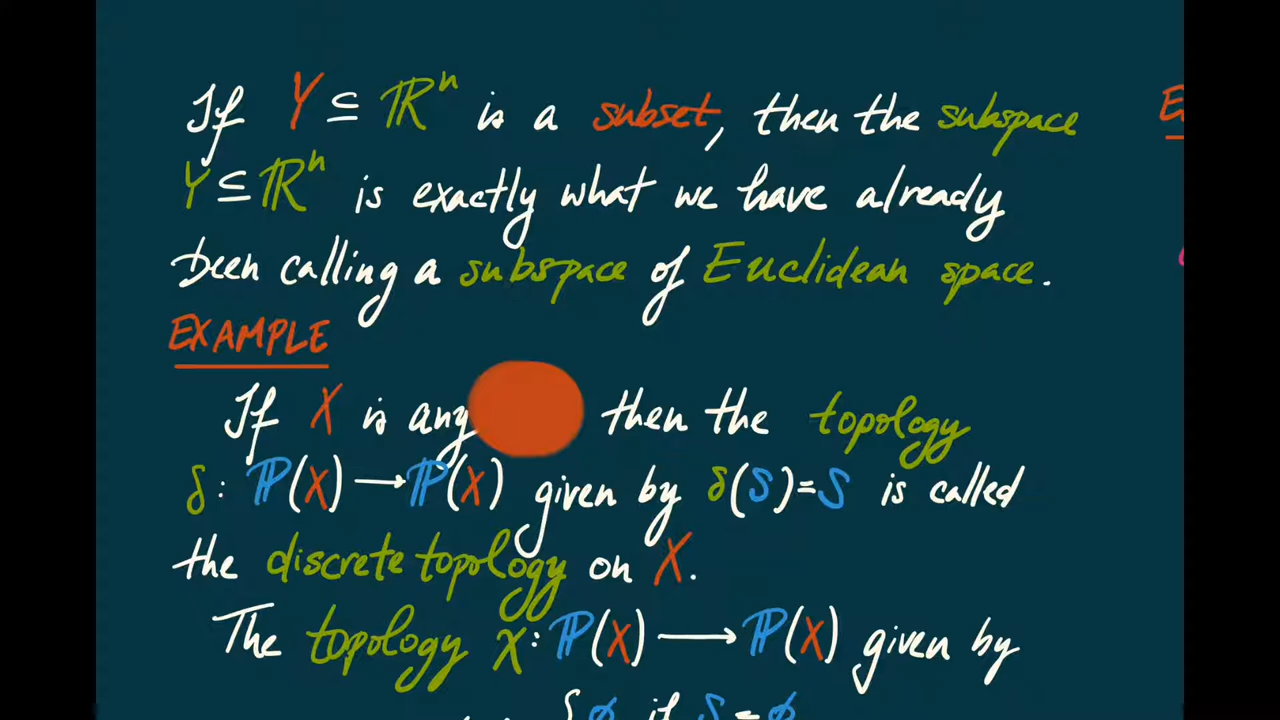 If Y ⊆ ℝⁿ is a subset, then the subspace
Y ⊆ ℝⁿ is exactly what we have already
been calling a subspace of Euclidean space.
EXAMPLE
If X is any then the topology
δ: ℙ(X) → ℙ(X) given by δ(S)=S is called
the discrete topology on X.
The topology χ: ℙ(X) → ℙ(X) given by
{ϕ if S = ϕ